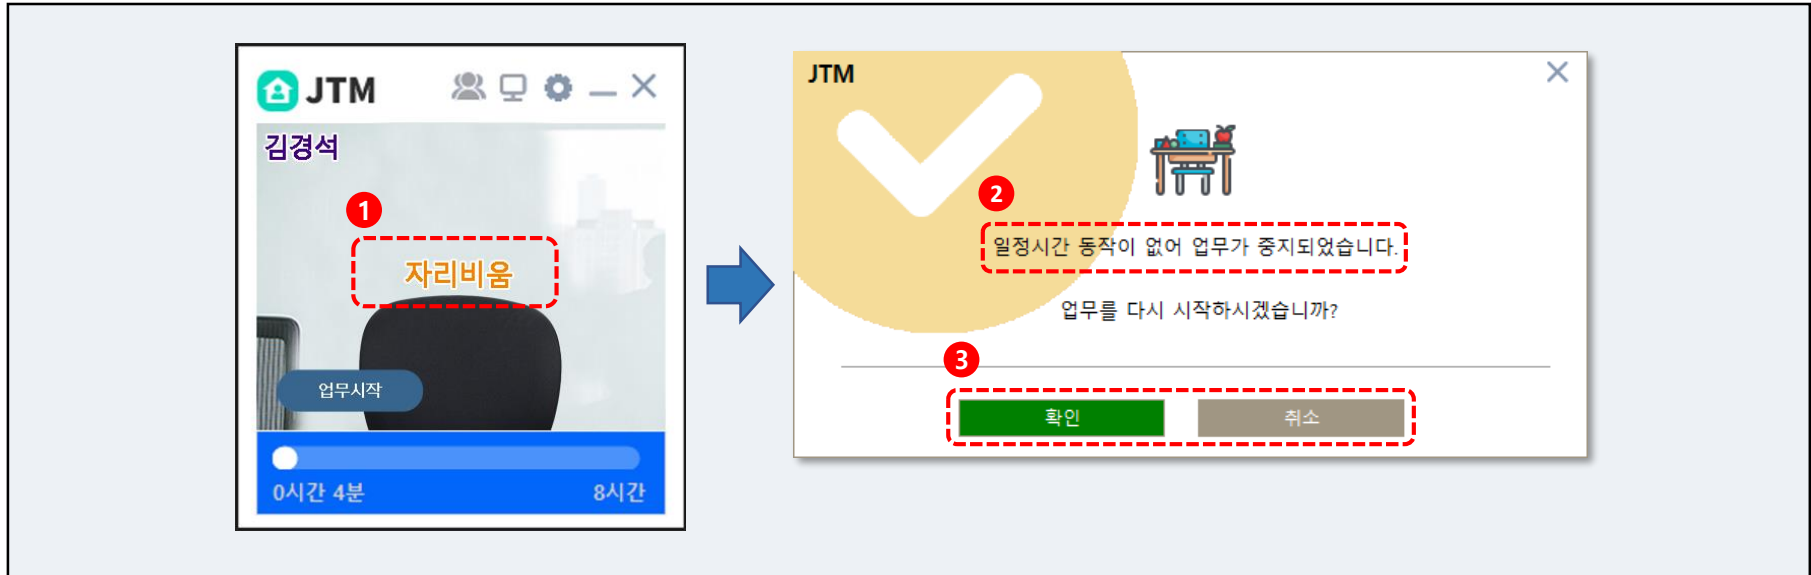 JTM
김경석
1
자리비움
업무시작
0시간 4분
8시간
JTM
2
일정시간 동작이 없어 업무가 중지되었습니다.
업무를 다시 시작하시겠습니까?
3
확인
취소